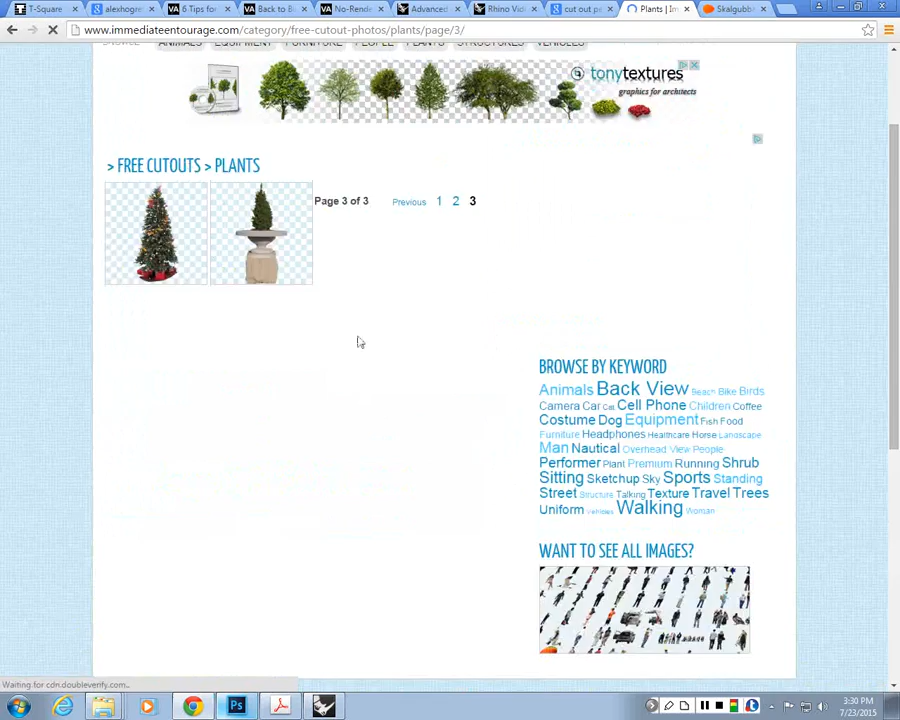 T-Square
alexhogre
6 Tips for
Back to B
No-Rende
Advanced
Rhino Vid
cut out pe
Plants | Im
Skalgubb
www.immediateentourage.com/category/free-cutout-photos/plants/page/3/
ANIMALS EQUIPMENT FURNITURE PEOPLE PLANTS STRUCTURES VEHICLES
tonytextures
graphics for architects
> FREE CUTOUTS > PLANTS
Page 3 of 3 Previous 1 2 3
BROWSE BY KEYWORD
Animals Back View Beach Bike Birds
Camera Car Cat Cell Phone Children Coffee
Costume Dog Equipment Fish Food
Furniture Headphones Healthcare Horse Landscape
Man Nautical Overhead View People
Performer Plant Premium Running Shrub
Sitting Sketchup Sky Sports Standing
Street Structure Talking Texture Travel Trees
Uniform Vehicles Walking Woman
WANT TO SEE ALL IMAGES?
Waiting for cdn.doubleverify.com...
Ps
3:30 PM
7/23/2015